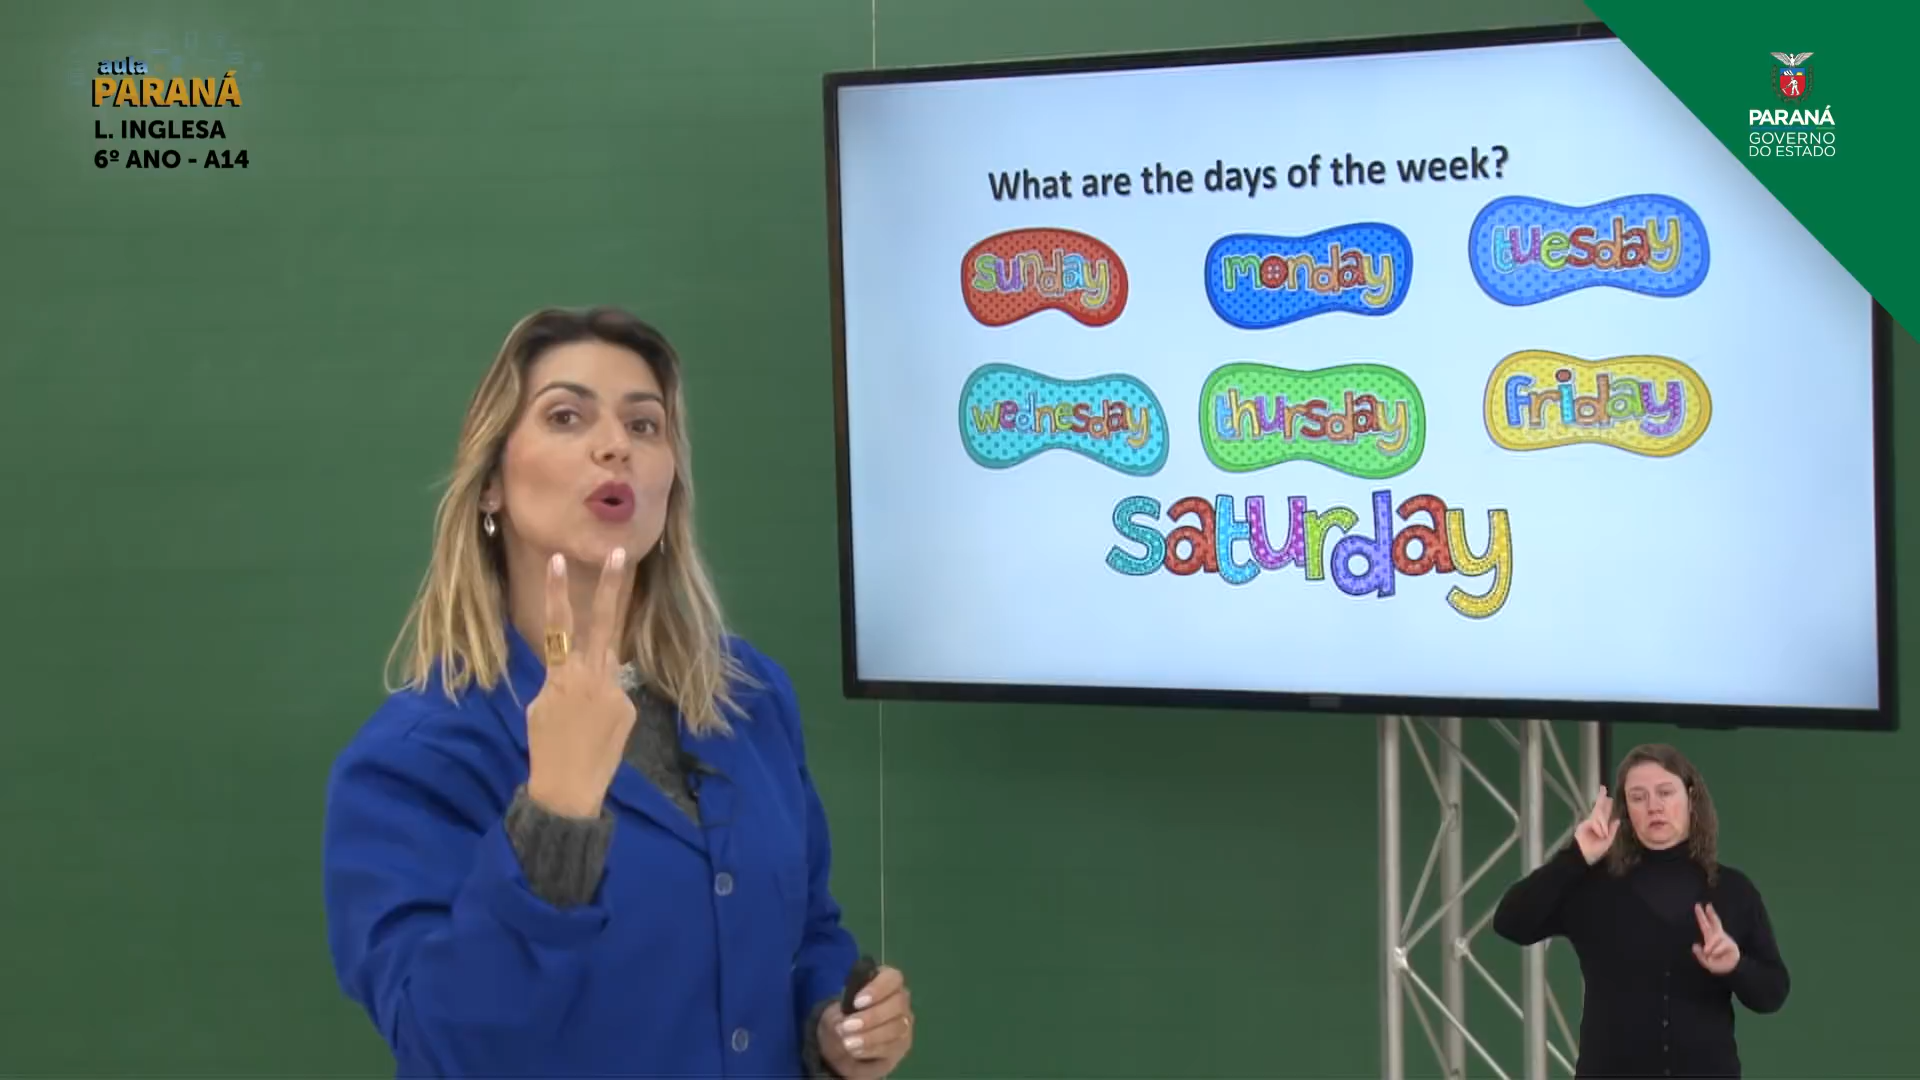 aula
PARANÁ
L. INGLESA
6º ANO - A14
PARANÁ
GOVERNO
DO ESTADO
What are the days of the week?
sunday
monday
tuesday
wednesday
thursday
friday
saturday